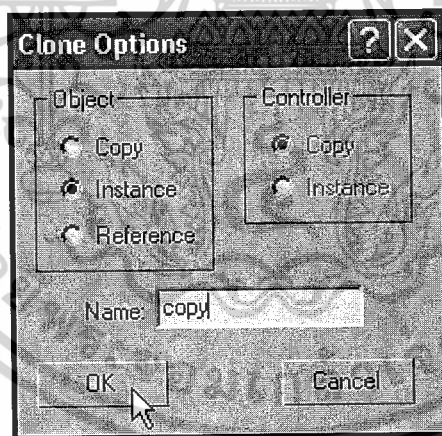 Clone Options
Object
Copy
Instance
Reference
Controller
Copy
Instance
Name: copy
OK
Cancel